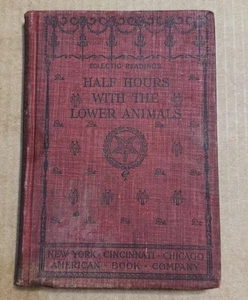 ECLECTIC READINGS
HALF HOURS
WITH THE
LOWER ANIMALS
NEW YORK · CINCINNATI · CHICAGO
AMERICAN · BOOK · COMPANY